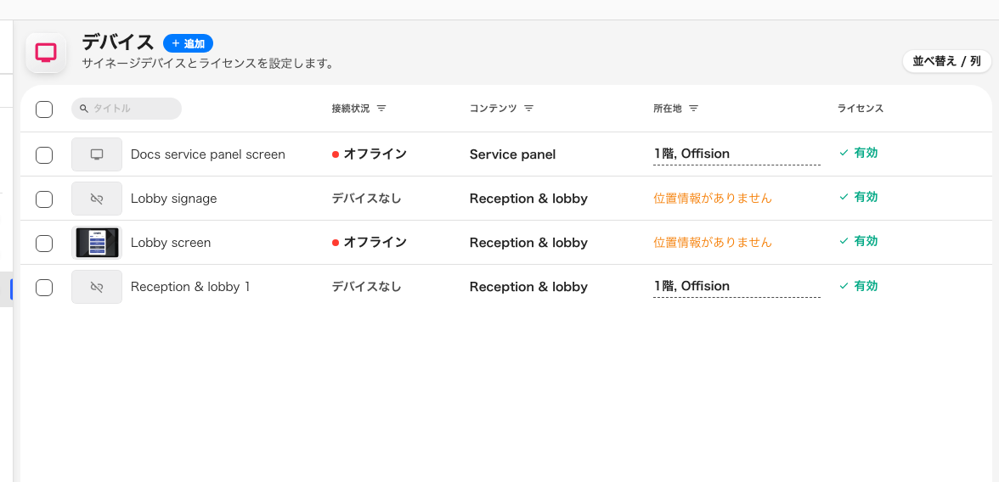 デバイス
+ 追加
サイネージデバイスとライセンスを設定します。
並べ替え / 列
タイトル
接続状況
コンテンツ
所在地
ライセンス
Docs service panel screen
オフライン
Service panel
1階, Offision
有効
Lobby signage
デバイスなし
Reception & lobby
位置情報がありません
有効
Lobby screen
オフライン
Reception & lobby
位置情報がありません
有効
Reception & lobby 1
デバイスなし
Reception & lobby
1階, Offision
有効